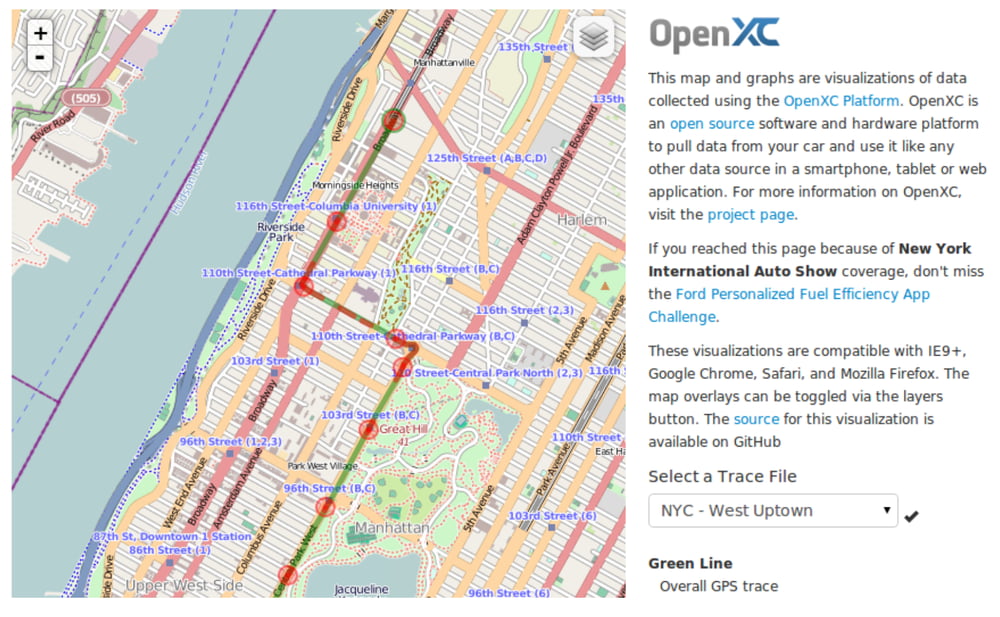 +
-
(505)
River Road
Hudson River
Riverside Drive
Broadway
Manhattanville
135th Street
135th
125th Street (A,B,C,D)
Adam Clayton Powell Jr. Boulevard
Morningside Heights
116th Street-Columbia University (1)
Harlem
Riverside
Park
110th Street-Cathedral Parkway (1)
116th Street (B,C)
Riverside Drive
116th Street (2,3)
5th Avenue
Madison Avenue
110th Street-Cathedral Parkway (B,C)
103rd Street (1)
Street-Central Park North (2,3)
116th
Broadway
103rd Street (B,C)
Great Hill
41
110th Street
East Ha
96th Street (1,2,3)
Park West Village
Park Avenue
West End Avenue
Broadway
Amsterdam Avenue
96th Street (B,C)
5th Avenue
Columbus Avenue
Manhattan
103rd Street (6)
87th St, Downtown 1 Station
86th Street (1)
Park West
Upper West Side
Jacqueline
96th Street (6)
OpenXC
This map and graphs are visualizations of data
collected using the OpenXC Platform. OpenXC is
an open source software and hardware platform
to pull data from your car and use it like any
other data source in a smartphone, tablet or web
application. For more information on OpenXC,
visit the project page.
If you reached this page because of New York
International Auto Show coverage, don't miss
the Ford Personalized Fuel Efficiency App
Challenge.
These visualizations are compatible with IE9+,
Google Chrome, Safari, and Mozilla Firefox. The
map overlays can be toggled via the layers
button. The source for this visualization is
available on GitHub
Select a Trace File
NYC - West Uptown
Green Line
Overall GPS trace